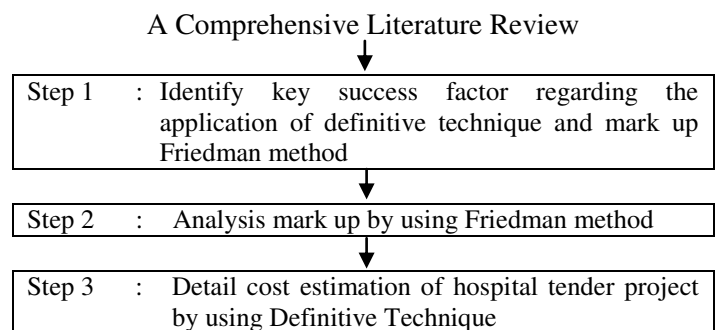 A Comprehensive Literature Review
Step 1 : Identify key success factor regarding the
application of definitive technique and mark up
Friedman method
Step 2 : Analysis mark up by using Friedman method
Step 3 : Detail cost estimation of hospital tender project
by using Definitive Technique